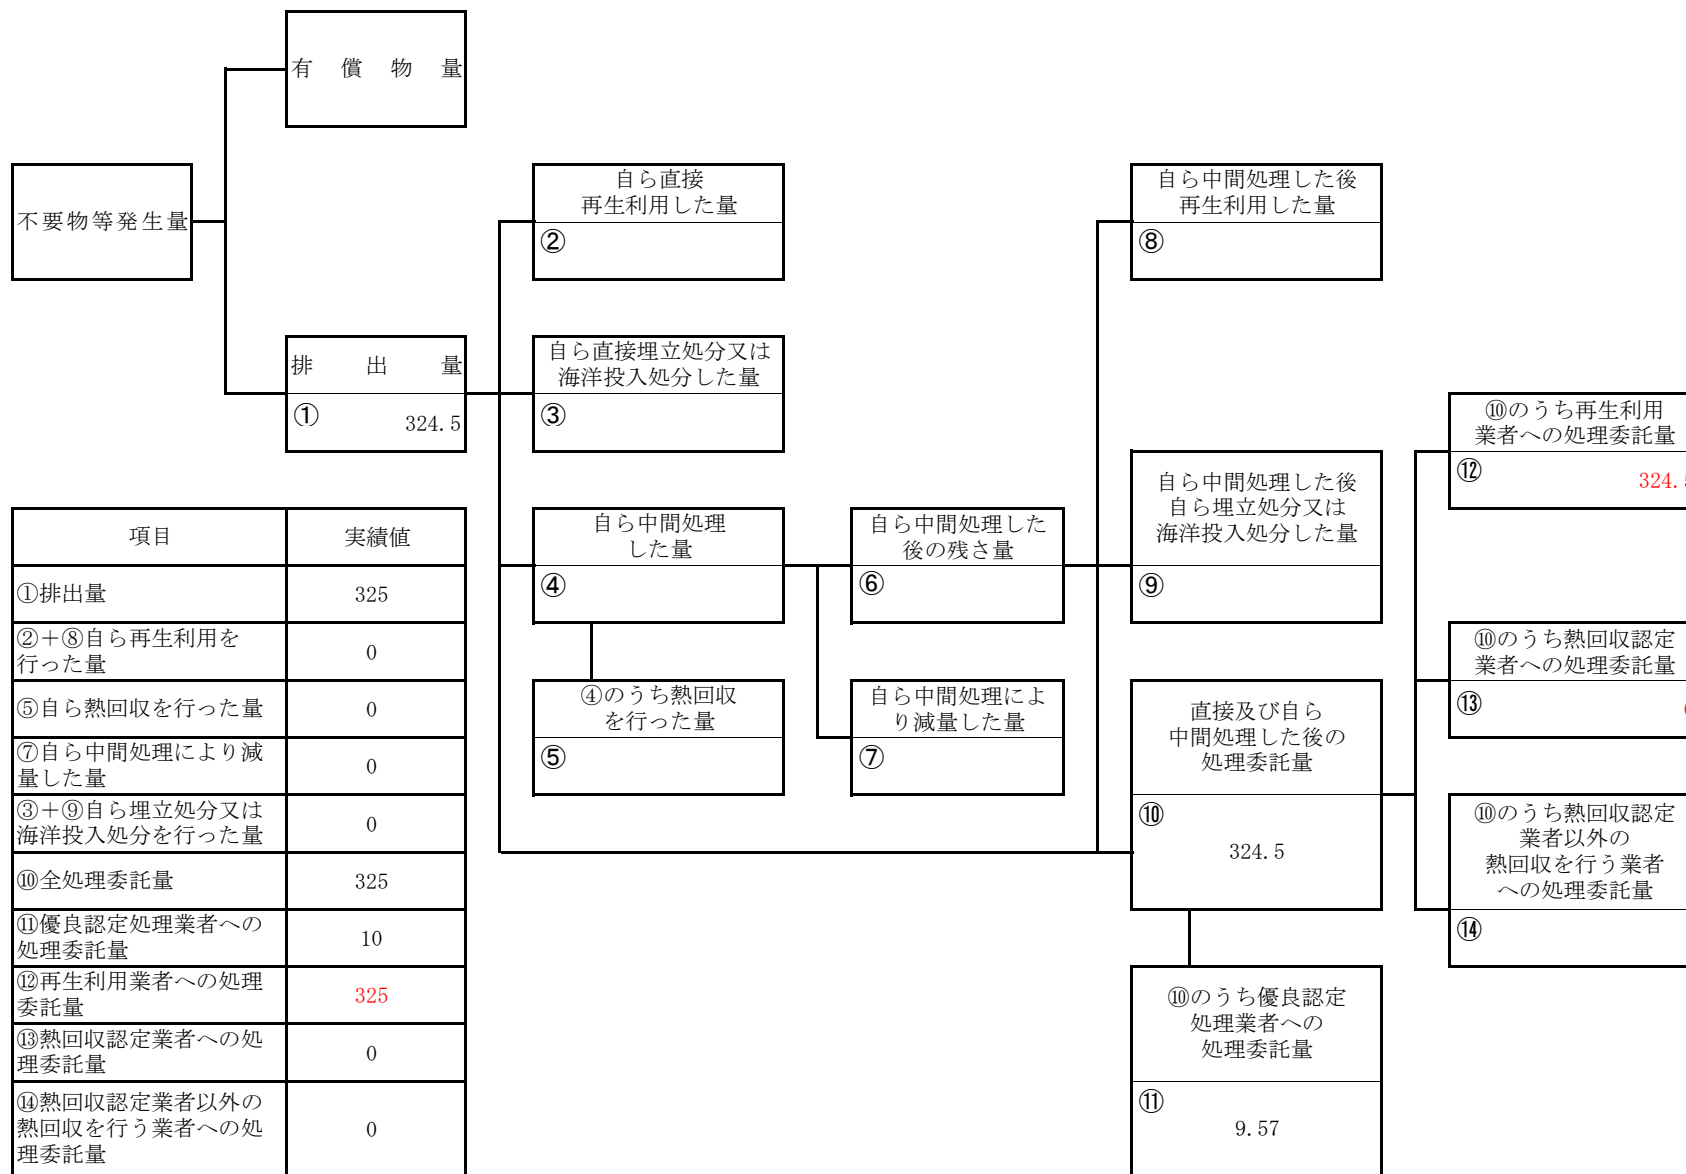 有償物量
不要物等発生量
排出量
①
324.5
自ら直接
再生利用した量
②
自ら直接埋立処分又は
海洋投入処分した量
③
自ら中間処理
した量
④
④のうち熱回収
を行った量
⑤
自ら中間処理した
後の残さ量
⑥
自ら中間処理によ
り減量した量
⑦
自ら中間処理した後
再生利用した量
⑧
自ら中間処理した後
自ら埋立処分又は
海洋投入処分した量
⑨
直接及び自ら
中間処理した後の
処理委託量
⑩
324.5
⑩のうち優良認定
処理業者への
処理委託量
⑪
9.57
⑩のうち再生利用
業者への処理委託量
⑫
324.5
⑩のうち熱回収認定
業者への処理委託量
⑬
⑩のうち熱回収認定
業者以外の
熱回収を行う業者
への処理委託量
⑭
項目
実績値
①排出量
325
②+⑧自ら再生利用を
行った量
0
⑤自ら熱回収を行った量
0
⑦自ら中間処理により減
量した量
0
③+⑨自ら埋立処分又は
海洋投入処分を行った量
0
⑩全処理委託量
325
⑪優良認定処理業者への
処理委託量
10
⑫再生利用業者への処理
委託量
325
⑬熱回収認定業者への処
理委託量
0
⑭熱回収認定業者以外の
熱回収を行う業者への処
理委託量
0